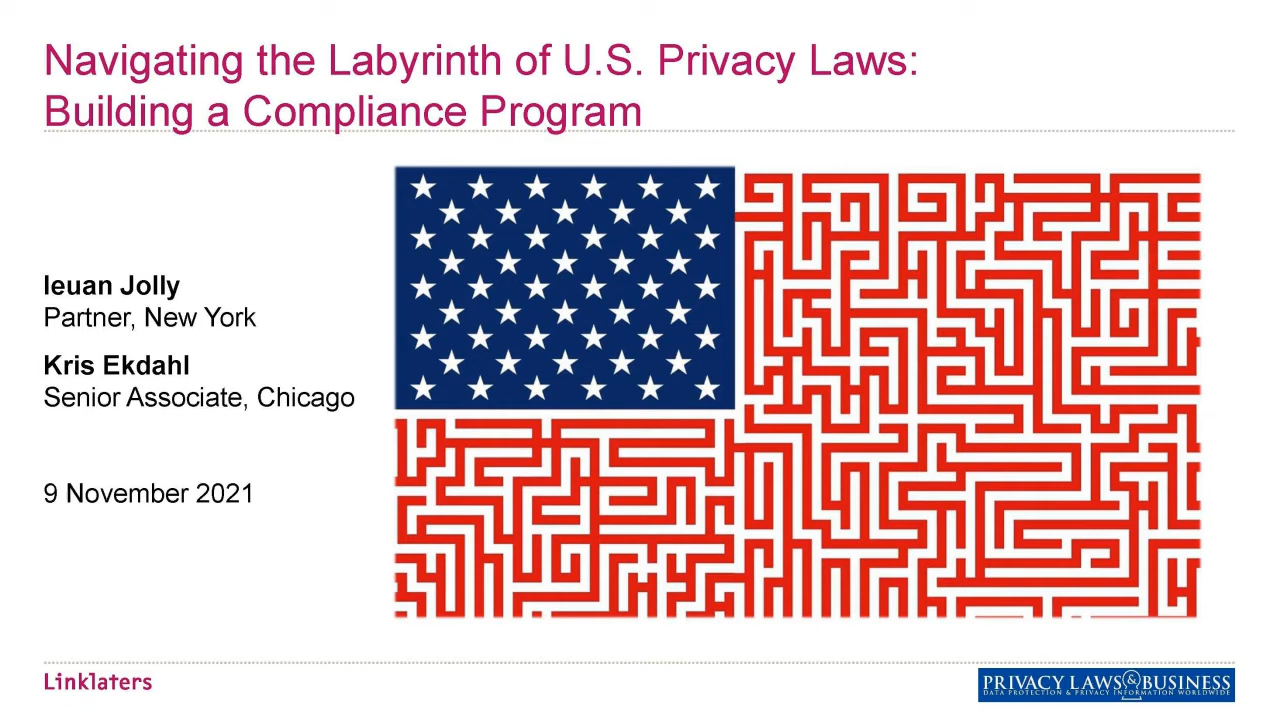 Navigating the Labyrinth of U.S. Privacy Laws:
Building a Compliance Program
Ieuan Jolly
Partner, New York
Kris Ekdahl
Senior Associate, Chicago
9 November 2021
Linklaters
PRIVACY LAWS & BUSINESS
DATA PROTECTION & PRIVACY INFORMATION WORLDWIDE